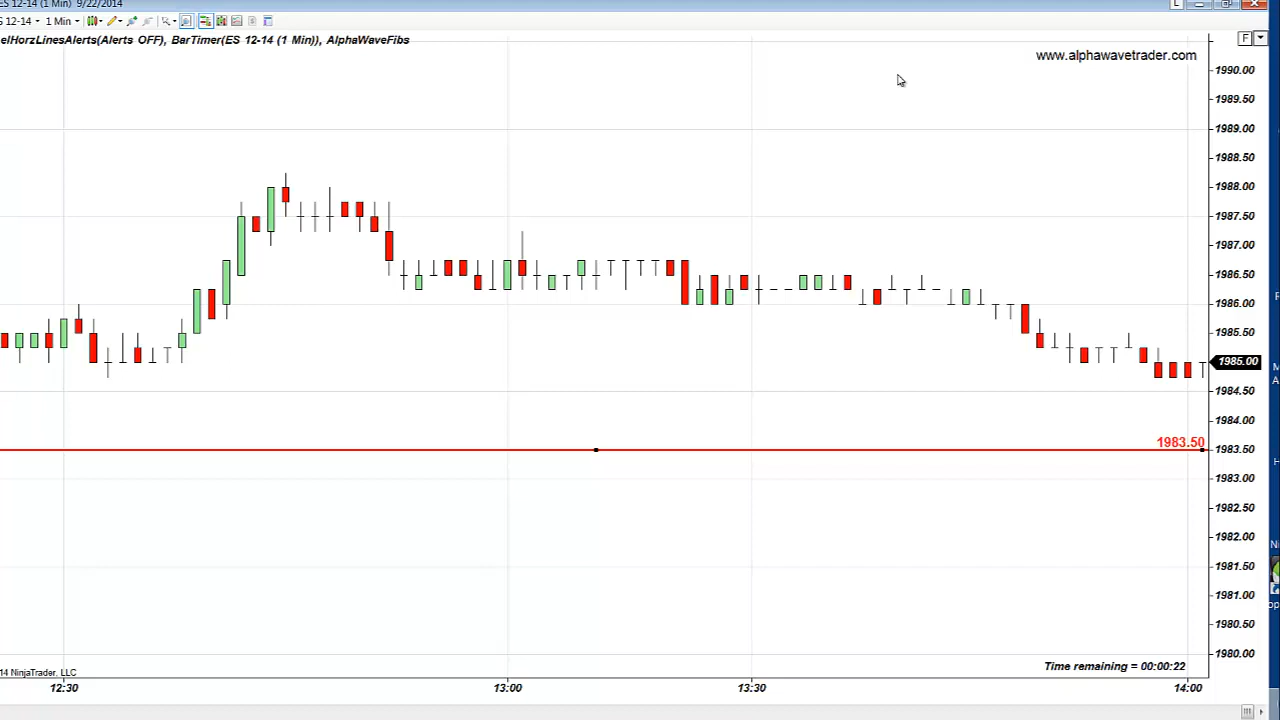 ES 12-14 (1 Min) 9/22/2014
S 12-14
1 Min
elHorzLinesAlerts(Alerts OFF), BarTimer(ES 12-14 (1 Min)), AlphaWaveFibs
F
L
www.alphawavetrader.com
1990.00
1989.50
1989.00
1988.50
1988.00
1987.50
1987.00
1986.50
1986.00
1985.50
1985.00
1984.50
1984.00
1983.50
1983.50
1983.00
1982.50
1982.00
1981.50
1981.00
1980.50
1980.00
Time remaining = 00:00:22
14 NinjaTrader, LLC
12:30
13:00
13:30
14:00